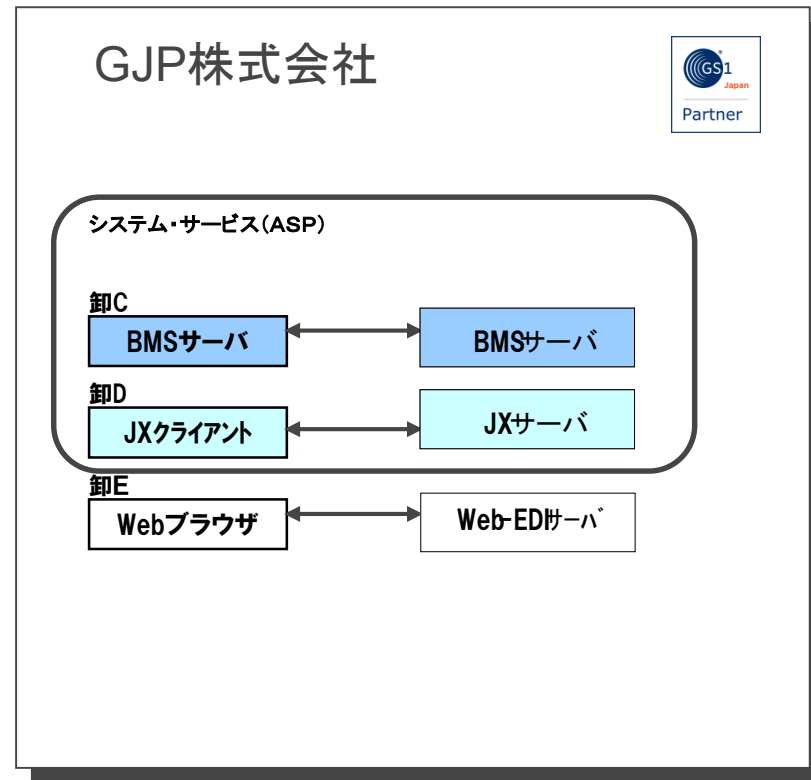 GJP株式会社
GS1
Japan
Partner
システム・サービス(ASP)
卸C
BMSサーバ
BMSサーバ
卸D
JXクライアント
JXサーバ
卸E
Webブラウザ
Web-EDIサーバ